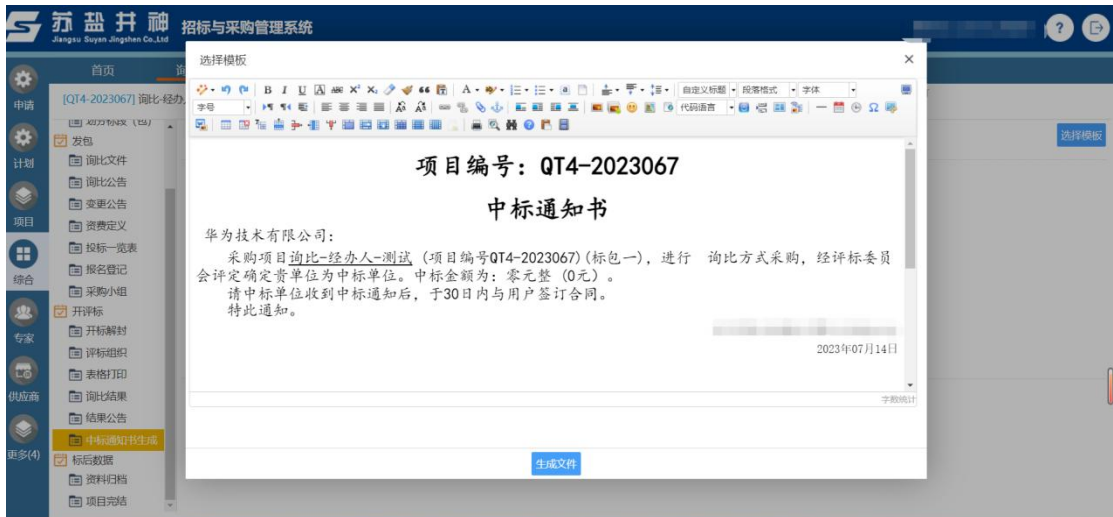 苏盐井神
Jiangsu Suyan Jingshen Co.,Ltd
招标与采购管理系统
首页
[QT4-2023067] 询比-经办
申请
计划
项目
综合
专家
供应商
更多(4)
划分标段（包）
发包
询比文件
询比公告
变更公告
资费定义
投标一览表
报名登记
采购小组
开评标
开标解封
评标组织
表格打印
询比结果
结果公告
中标通知书生成
标后数据
资料归档
项目完结
选择模板
选择模板
自定义标题
段落格式
字体
字号
代码语言
项目编号：QT4-2023067
中标通知书
华为技术有限公司：
采购项目询比-经办人-测试（项目编号QT4-2023067)(标包一），进行 询比方式采购，经评标委员
会评定确定贵单位为中标单位。中标金额为：零元整（0元）。
请中标单位收到中标通知后，于30日内与用户签订合同。
特此通知。
2023年07月14日
字数统计
生成文件